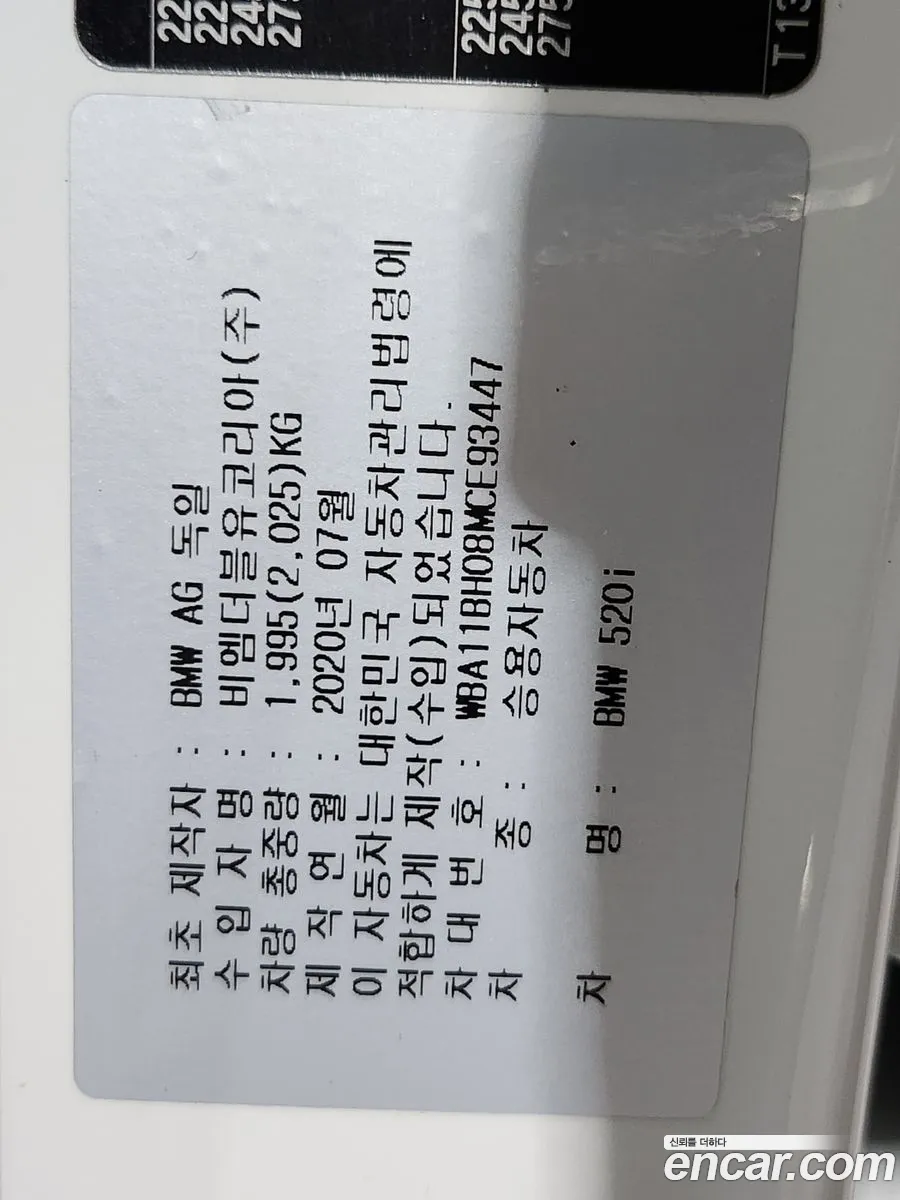 최초 제작자 : BMW AG 독일
수 입 자 명 : 비엠더블유코리아(주)
차량 총중량 : 1,995(2,025)KG
제 작 연 월 : 2020년 07월
이 자동차는 대한민국 자동차관리법령에
적합하게 제작(수입)되었습니다.
차 대 번 호 : WBA11BH08MCE93447
차 종 : 승용자동차
차 명 : BMW 520i
신뢰를 더하다
encar.com